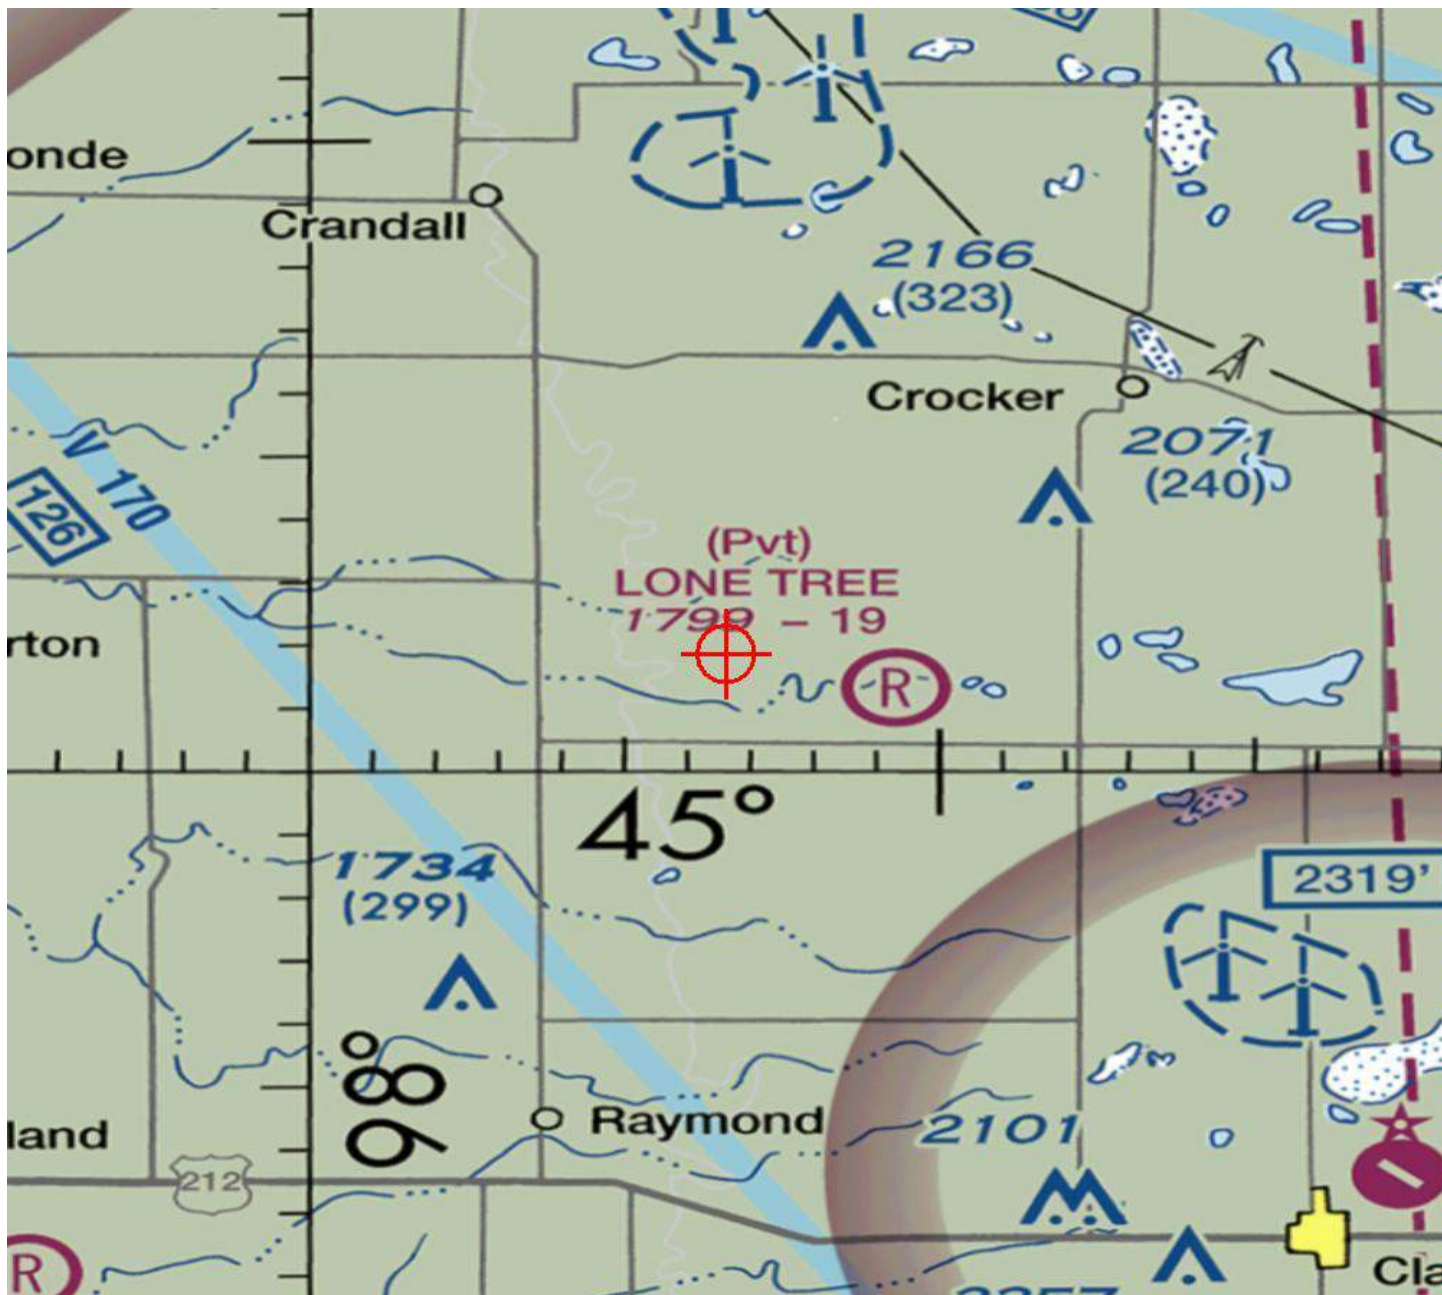 onde
Crandall
2166
(323)
Crocker
2071
(240)
V 170
126
(Pvt)
LONE TREE
1799 – 19
R
rton
45°
1734
(299)
2319'
98°
Raymond
2101
land
212
R
Cla